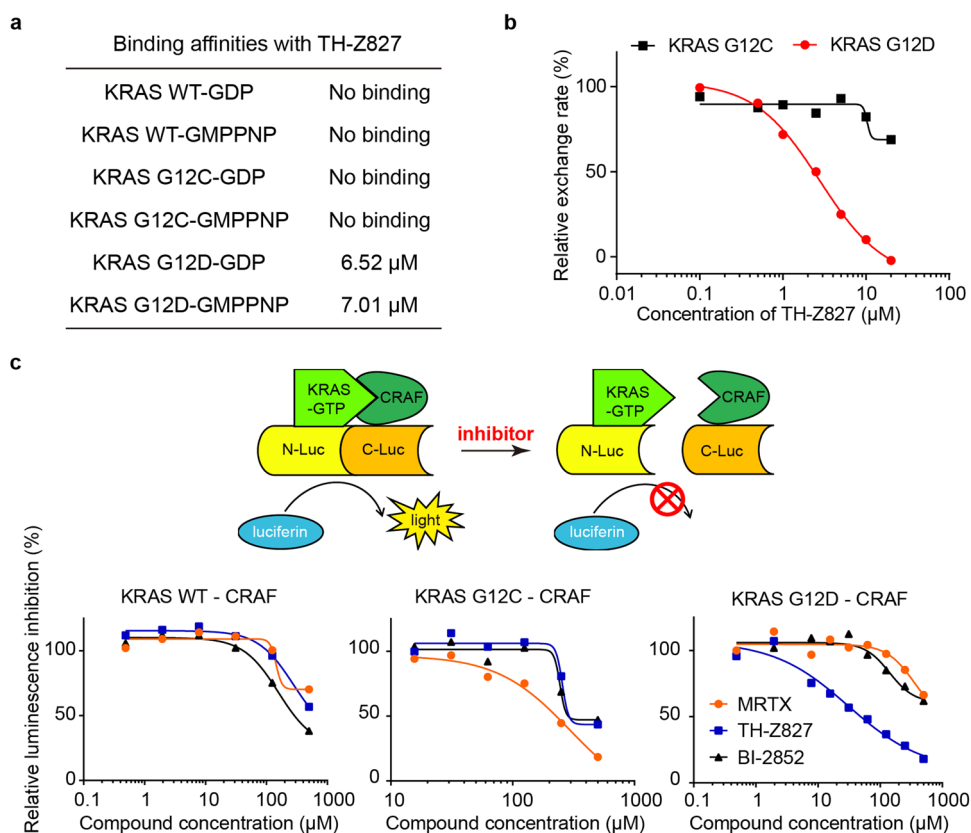 a
Binding affinities with TH-Z827
KRAS WT-GDP No binding
KRAS WT-GMPPNP No binding
KRAS G12C-GDP No binding
KRAS G12C-GMPPNP No binding
KRAS G12D-GDP 6.52 µM
KRAS G12D-GMPPNP 7.01 µM
b
KRAS G12C KRAS G12D
Relative exchange rate (%)
100
50
0
0.01 0.1 1 10 100
Concentration of TH-Z827 (µM)
c
KRAS
-GTP
CRAF
N-Luc C-Luc
luciferin
light
inhibitor
KRAS
-GTP
CRAF
N-Luc C-Luc
luciferin
Relative luminescence inhibition (%)
KRAS WT - CRAF
100
50
0
0.1 1 10 100 1000
Compound concentration (µM)
KRAS G12C - CRAF
100
50
0
10 100 1000
Compound concentration (µM)
KRAS G12D - CRAF
100
50
0
MRTX
TH-Z827
BI-2852
0.1 1 10 100 1000
Compound concentration (µM)